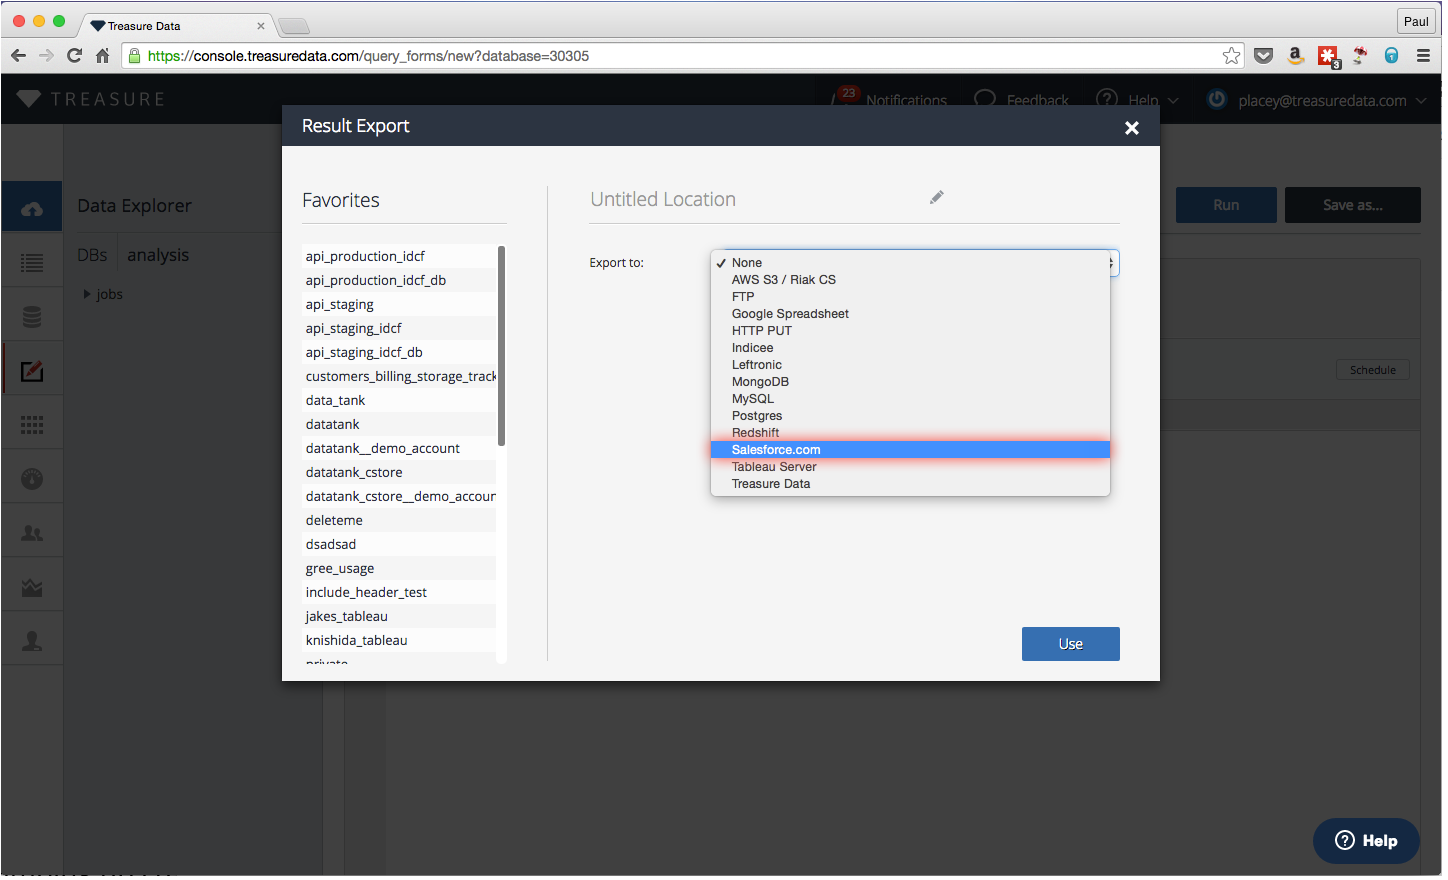 Treasure Data
Paul
https://console.treasuredata.com/query_forms/new?database=30305
3
TREASURE
23
Notifications
Feedback
Help
placey@treasuredata.com
Result Export
Data Explorer
DBs
analysis
jobs
Favorites
api_production_idcf
api_production_idcf_db
api_staging
api_staging_idcf
api_staging_idcf_db
customers_billing_storage_track
data_tank
datatank
datatank__demo_account
datatank_cstore
datatank_cstore__demo_accoun
deleteme
dsadsad
gree_usage
include_header_test
jakes_tableau
knishida_tableau
private
Untitled Location
Export to:
None
AWS S3 / Riak CS
FTP
Google Spreadsheet
HTTP PUT
Indicee
Leftronic
MongoDB
MySQL
Postgres
Redshift
Salesforce.com
Tableau Server
Treasure Data
Use
Run
Save as...
Schedule
Help